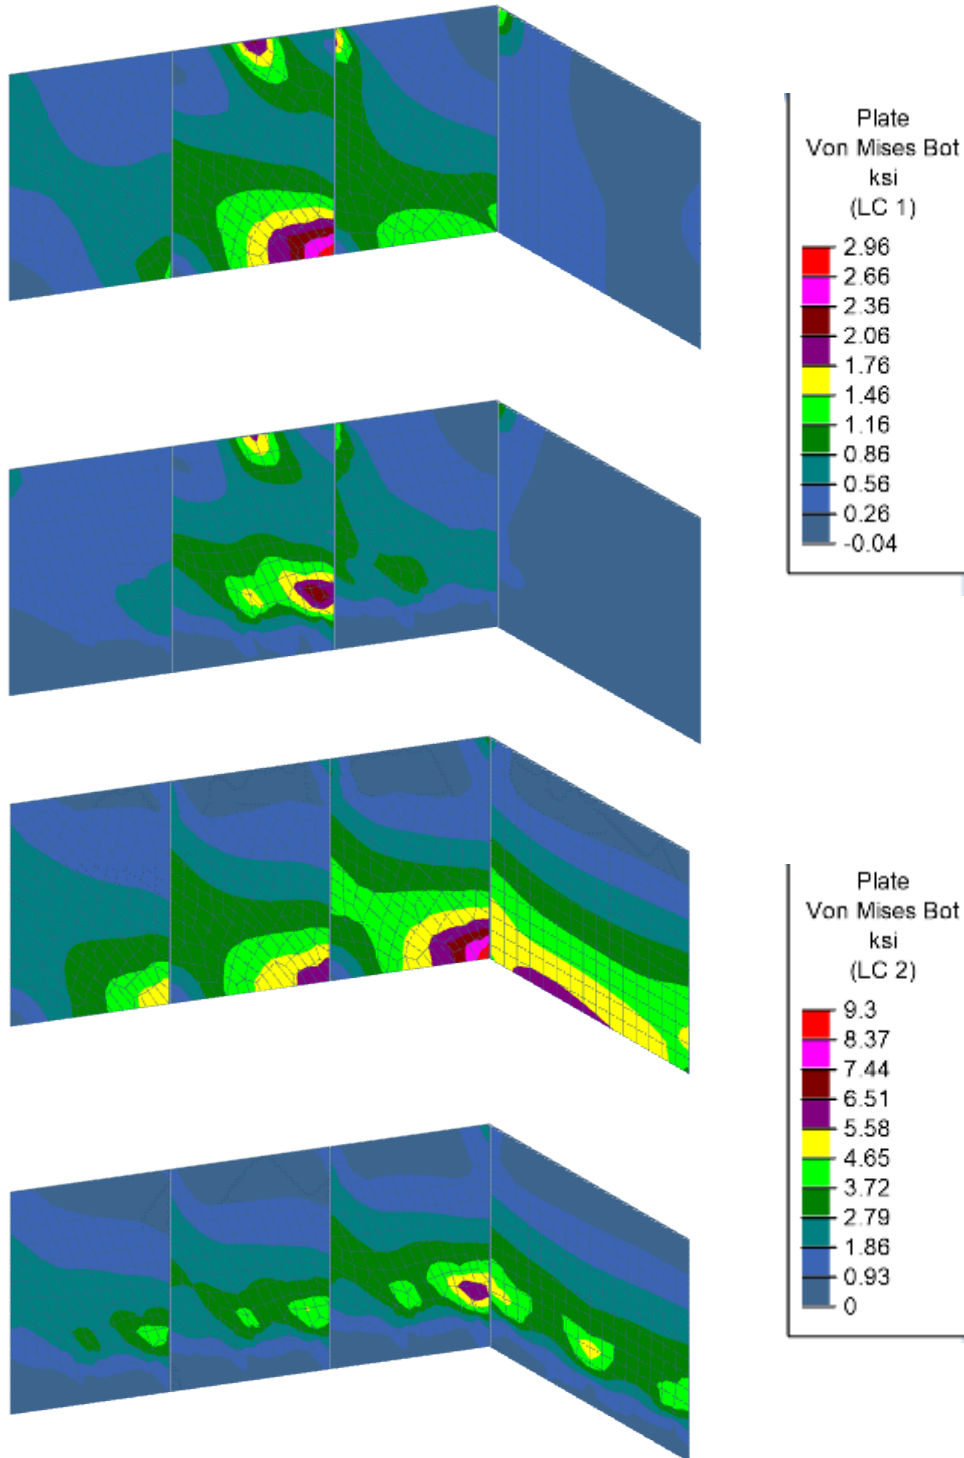 Plate
Von Mises Bot
ksi
(LC 1)
2.96
2.66
2.36
2.06
1.76
1.46
1.16
0.86
0.56
0.26
-0.04
Plate
Von Mises Bot
ksi
(LC 2)
9.3
8.37
7.44
6.51
5.58
4.65
3.72
2.79
1.86
0.93
0